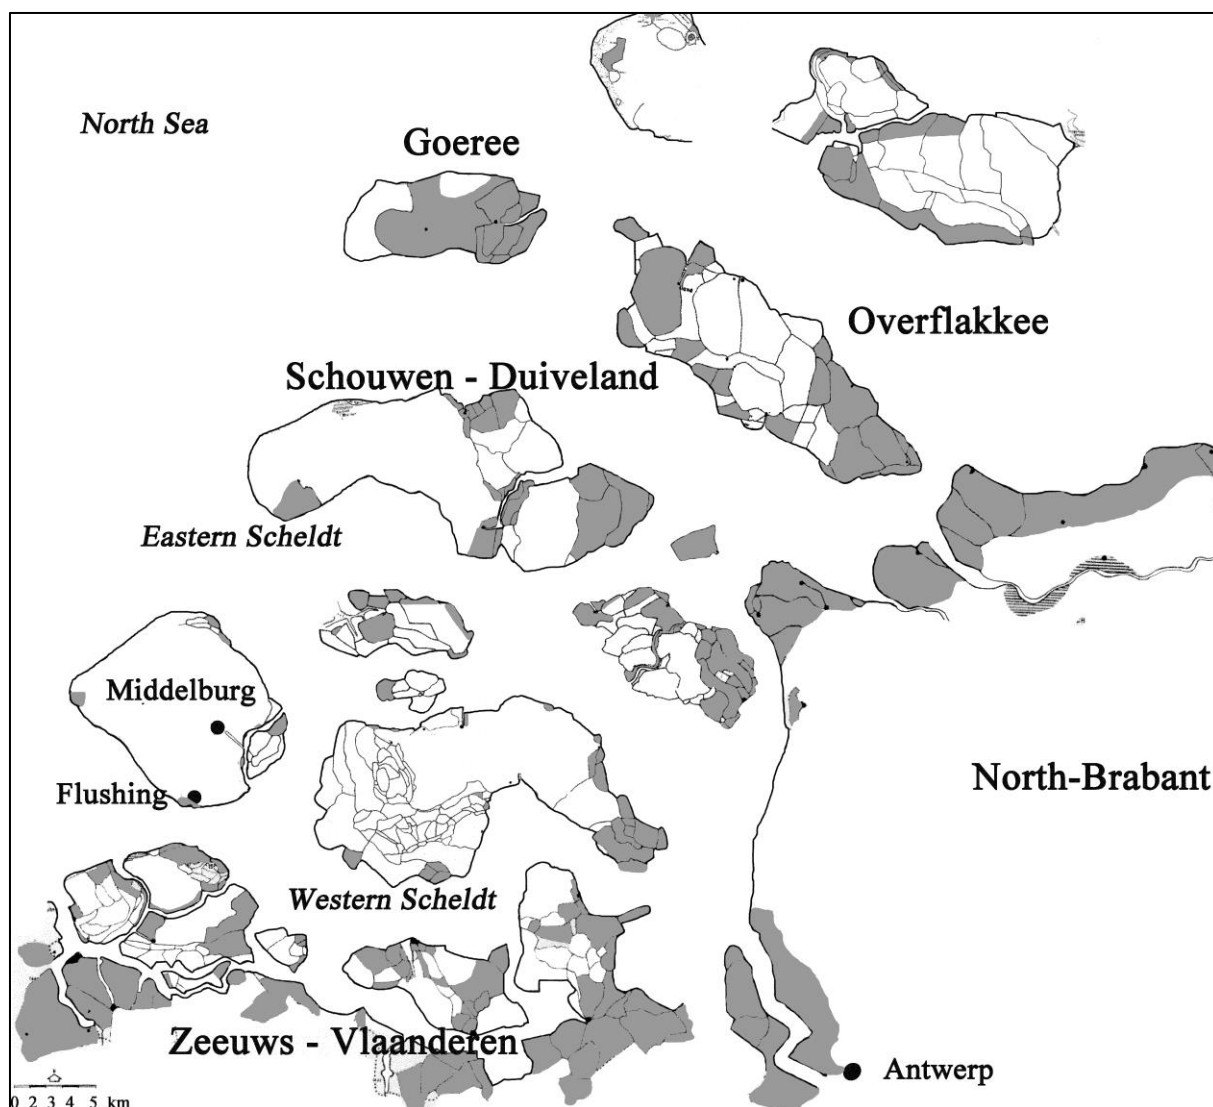 North Sea
Goeree
Overflakkee
Schouwen - Duiveland
Eastern Scheldt
Middelburg
Flushing
North-Brabant
Western Scheldt
Zeeuws - Vlaanderen
Antwerp
0 2 3 4 5 km